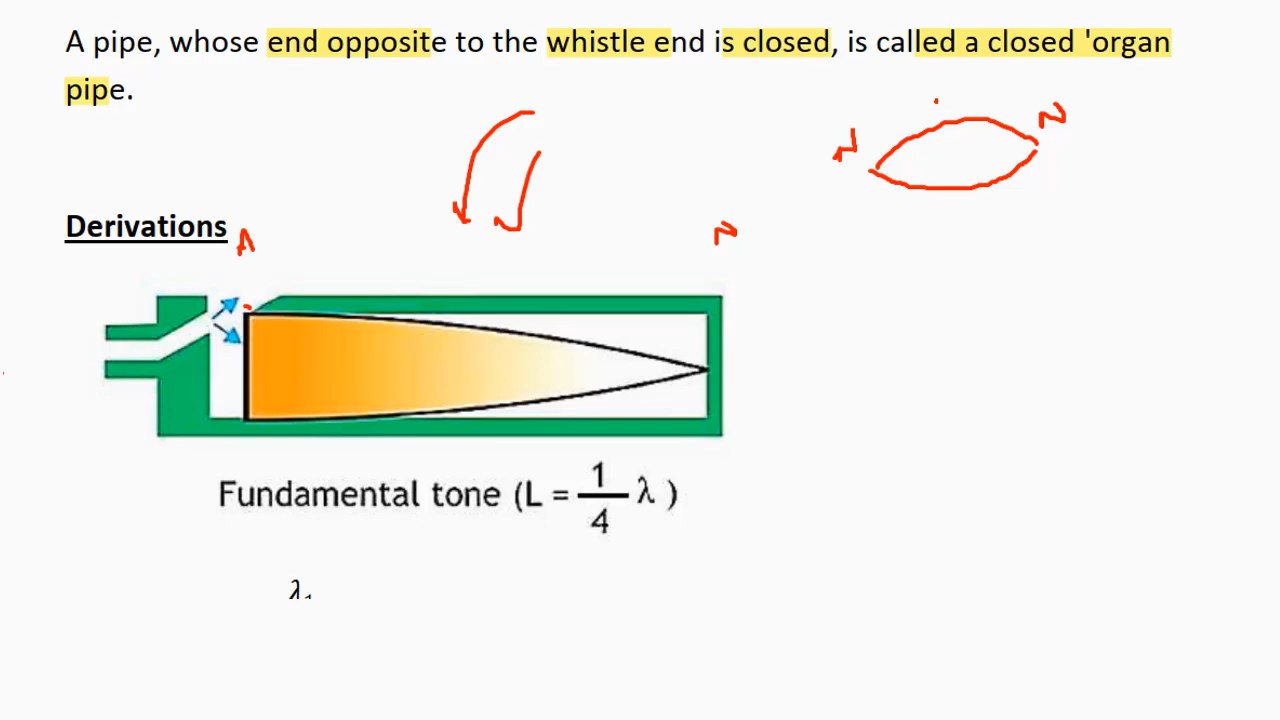 A pipe, whose end opposite to the whistle end is closed, is called a closed 'organ
pipe.
N
N
Derivations
A
N
Fundamental tone (L = 1/4 λ )
λ1